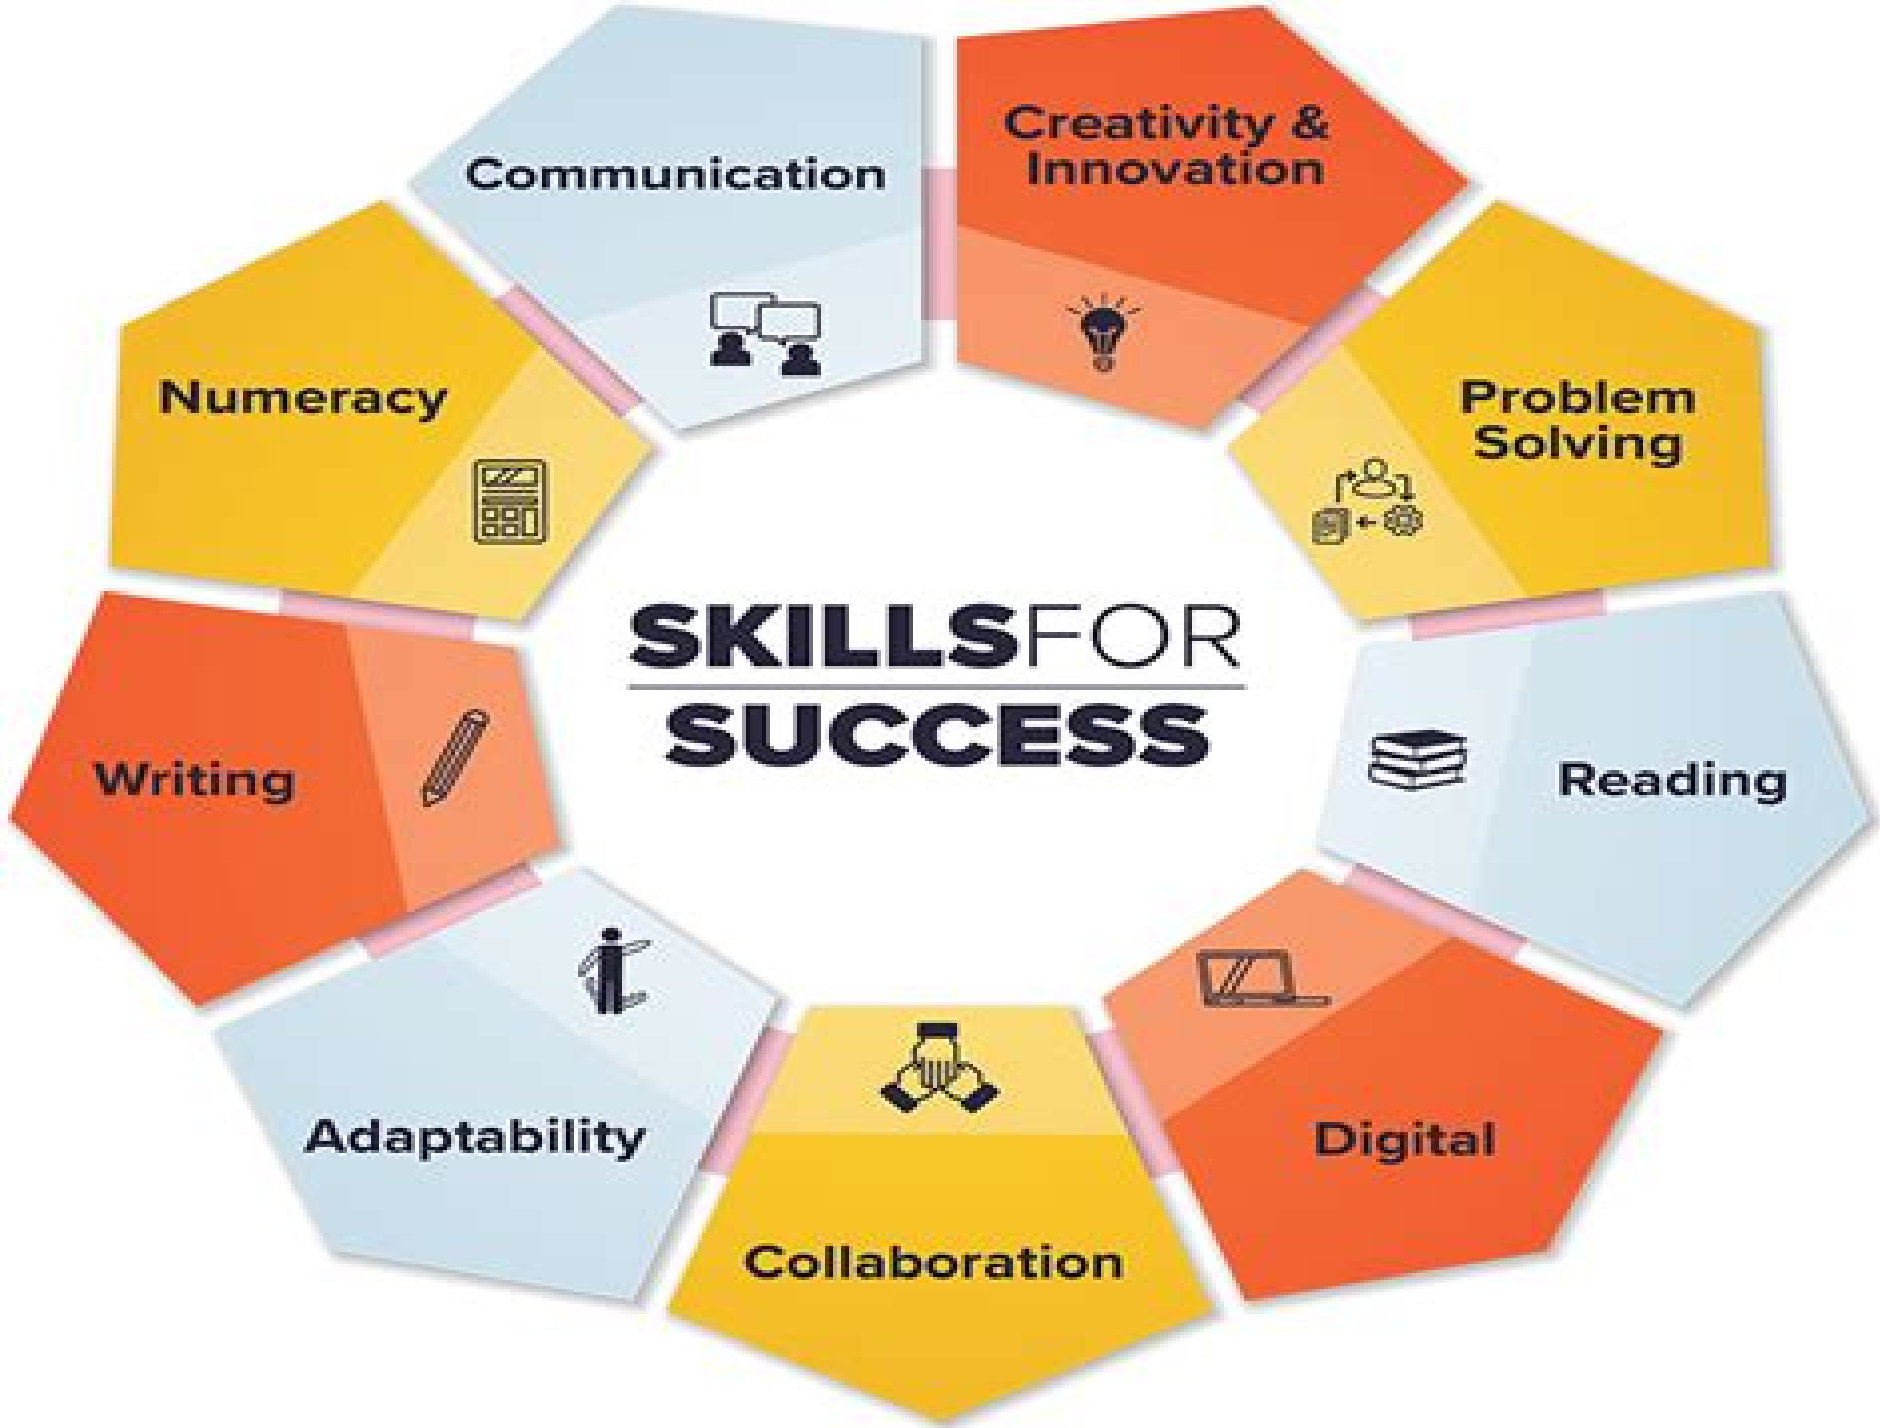 Communication
Creativity &
Innovation
Numeracy
Problem
Solving
SKILLSFOR
SUCCESS
Writing
Reading
Adaptability
Digital
Collaboration